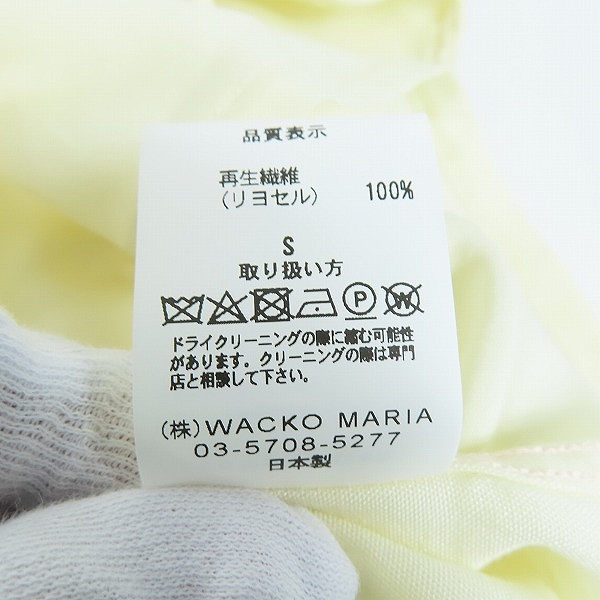 品質表示
再生繊維
(リヨセル) 100%
S
取り扱い方
P W
ドライクリーニングの際に縮む可能性
があります。クリーニングの際は専門
店と相談して下さい。
(株)WACKO MARIA
03-5708-5277
日本製